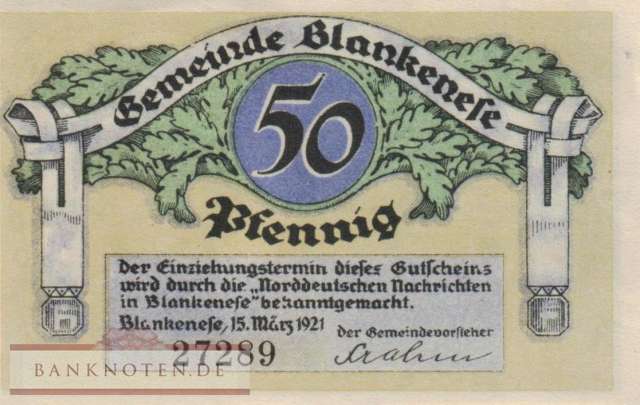 Gemeinde Blankenese
50
Pfennig
Der Einziehungstermin dieses Gutscheins
wird durch die „Norddeutschen Nachrichten
in Blankenese" bekanntgemacht.
Blankenese, 15. März 1921
der Gemeindevorsteher
27289
BANKNOTEN.DE